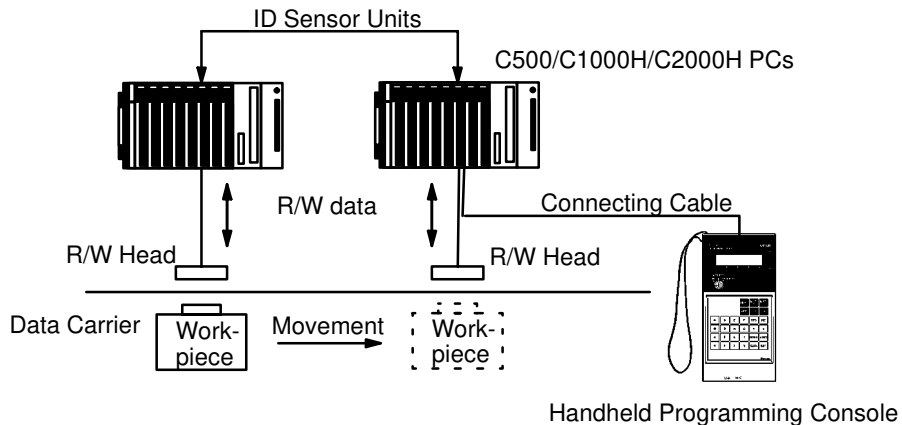 ID Sensor Units
C500/C1000H/C2000H PCs
R/W data
Connecting Cable
R/W Head
R/W Head
Data Carrier
Work-
piece
Movement
Work-
piece
Handheld Programming Console